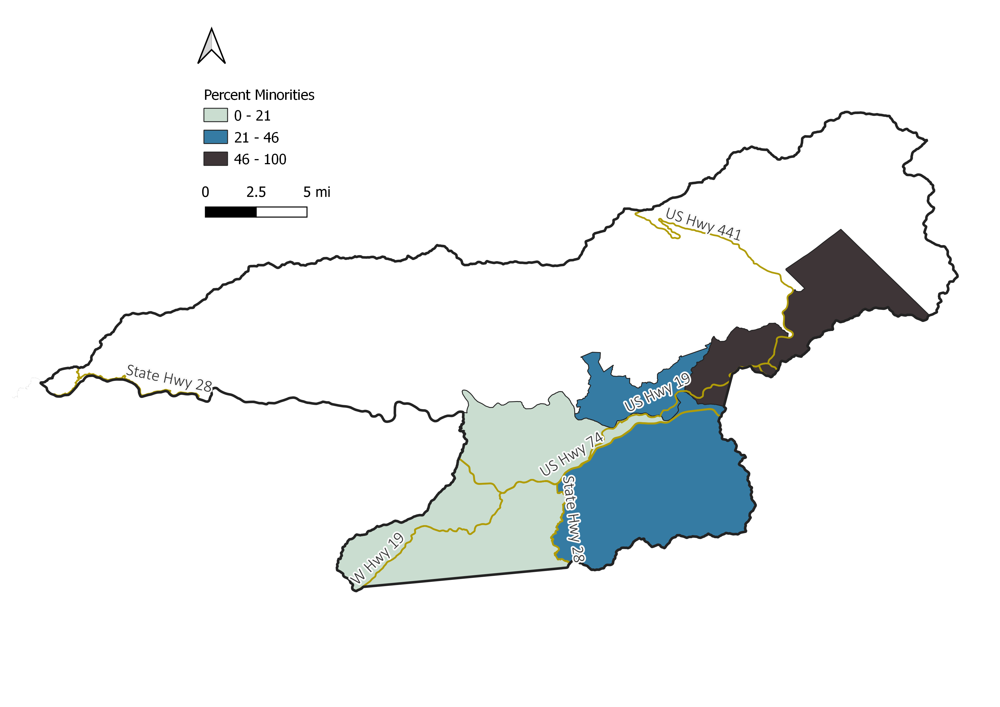 Percent Minorities
0 - 21
21 - 46
46 - 100
0 2.5 5 mi
US Hwy 441
State Hwy 28
US Hwy 19
US Hwy 74
State Hwy 28
W Hwy 19